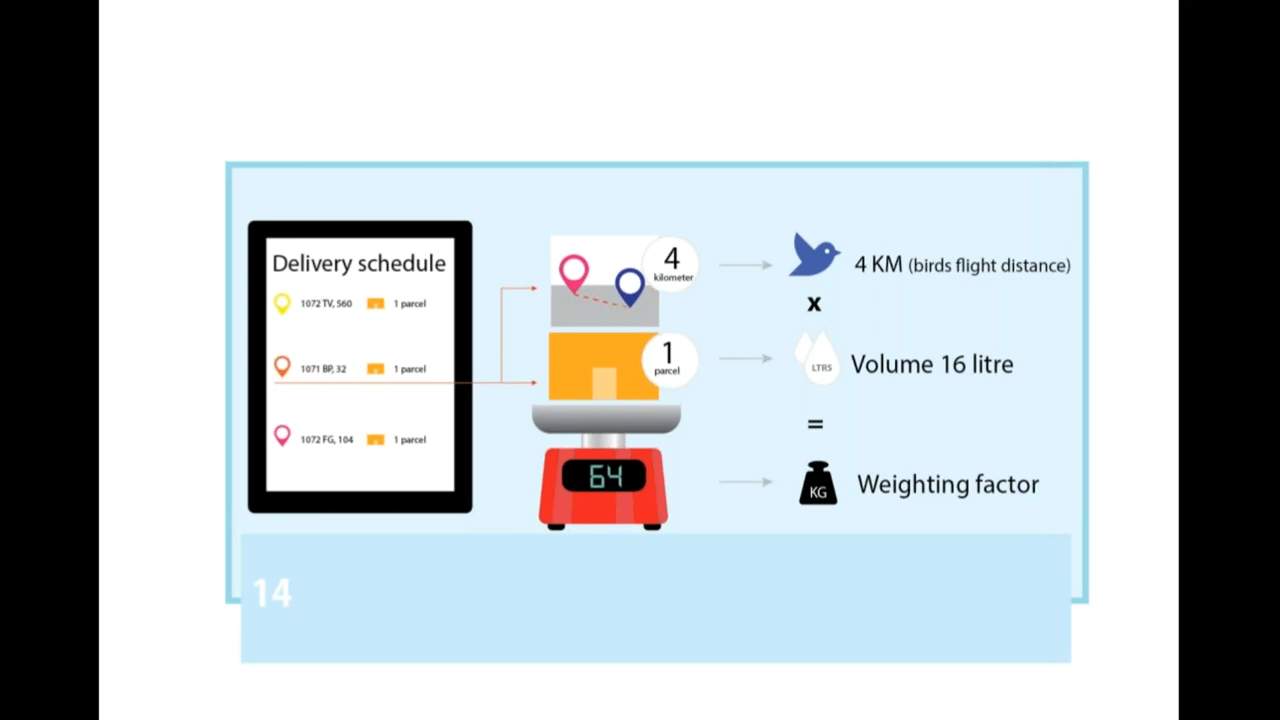 Delivery schedule
1072 TV, 560 1 parcel
1071 BP, 32 1 parcel
1072 FG, 104 1 parcel
4
kilometer
1
parcel
64
4 KM (birds flight distance)
x
LTRS
Volume 16 litre
=
KG
Weighting factor
14